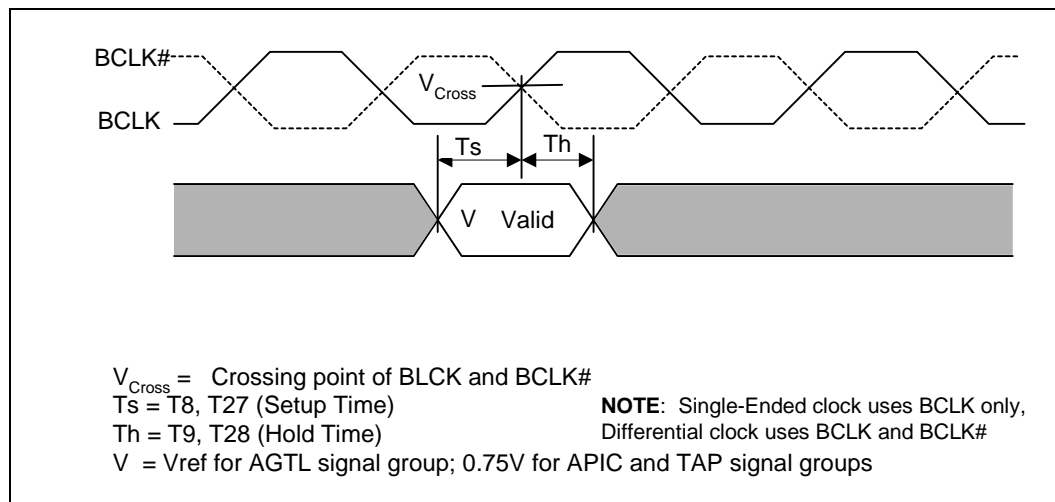 BCLK#
V_Cross
BCLK
Ts Th
V Valid
V_Cross = Crossing point of BLCK and BCLK#
Ts = T8, T27 (Setup Time)
Th = T9, T28 (Hold Time)
V = Vref for AGTL signal group; 0.75V for APIC and TAP signal groups
NOTE: Single-Ended clock uses BCLK only,
Differential clock uses BCLK and BCLK#